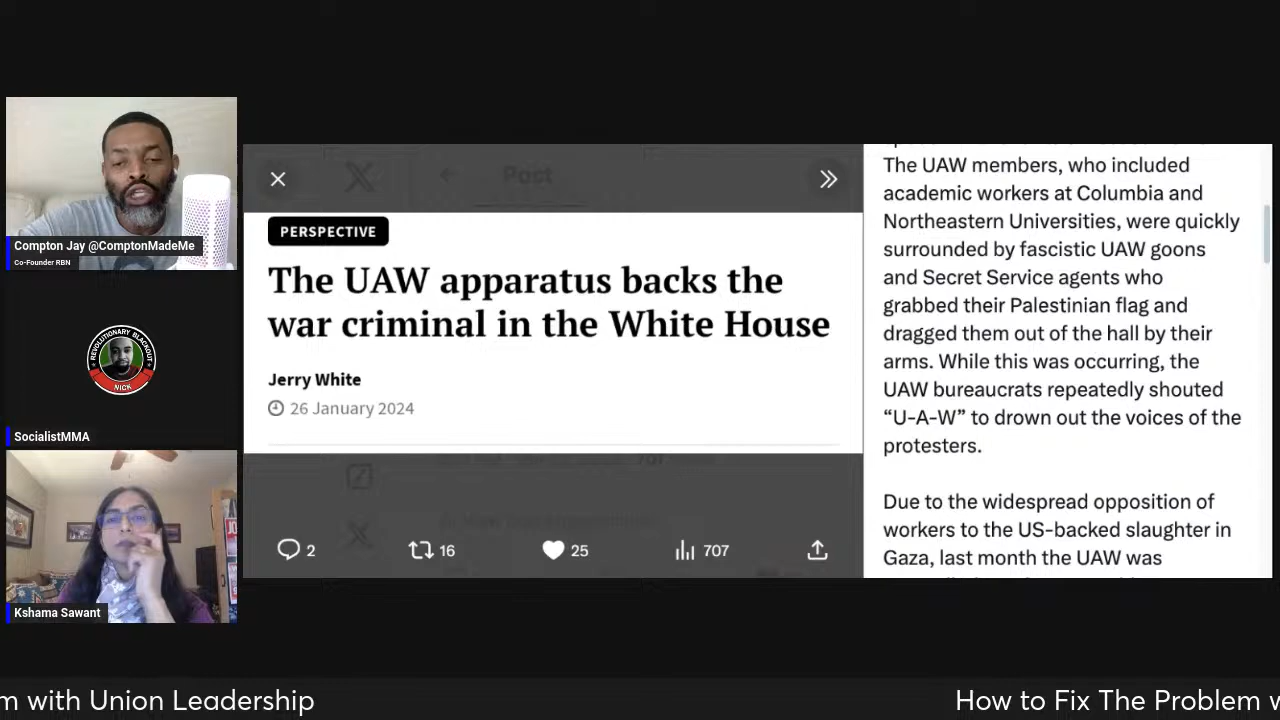 Compton Jay @ComptonMadeMe
Co-Founder RBN
REVOLUTIONARY BLACKOUT
NICK
SocialistMMA
Kshama Sawant
Post
PERSPECTIVE
The UAW apparatus backs the
war criminal in the White House
Jerry White
26 January 2024
2
16
25
707
The UAW members, who included
academic workers at Columbia and
Northeastern Universities, were quickly
surrounded by fascistic UAW goons
and Secret Service agents who
grabbed their Palestinian flag and
dragged them out of the hall by their
arms. While this was occurring, the
UAW bureaucrats repeatedly shouted
“U-A-W” to drown out the voices of the
protesters.
Due to the widespread opposition of
workers to the US-backed slaughter in
Gaza, last month the UAW was
m with Union Leadership
How to Fix The Problem w